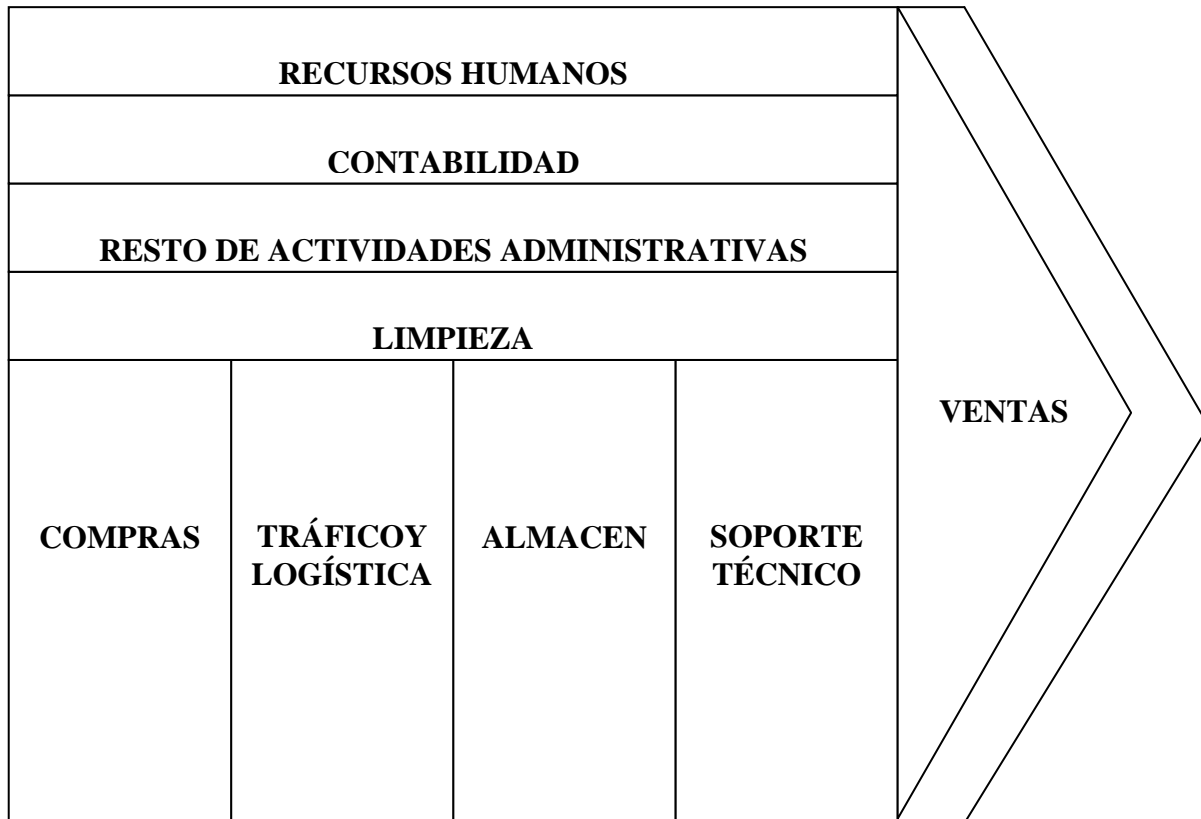 RECURSOS HUMANOS
CONTABILIDAD
RESTO DE ACTIVIDADES ADMINISTRATIVAS
LIMPIEZA
VENTAS
COMPRAS
TRÁFICOY
LOGÍSTICA
ALMACEN
SOPORTE
TÉCNICO